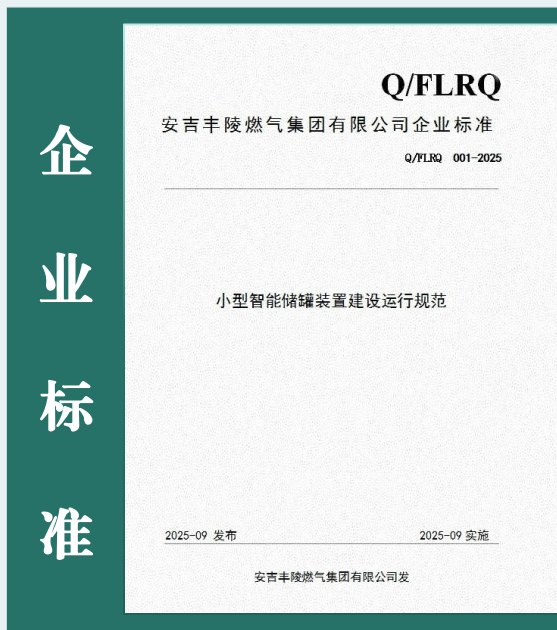 企业标准
Q/FLRQ
安吉丰陵燃气集团有限公司企业标准
Q/FLRQ 001-2025
小型智能储罐装置建设运行规范
2025-09 发布
2025-09 实施
安吉丰陵燃气集团有限公司发